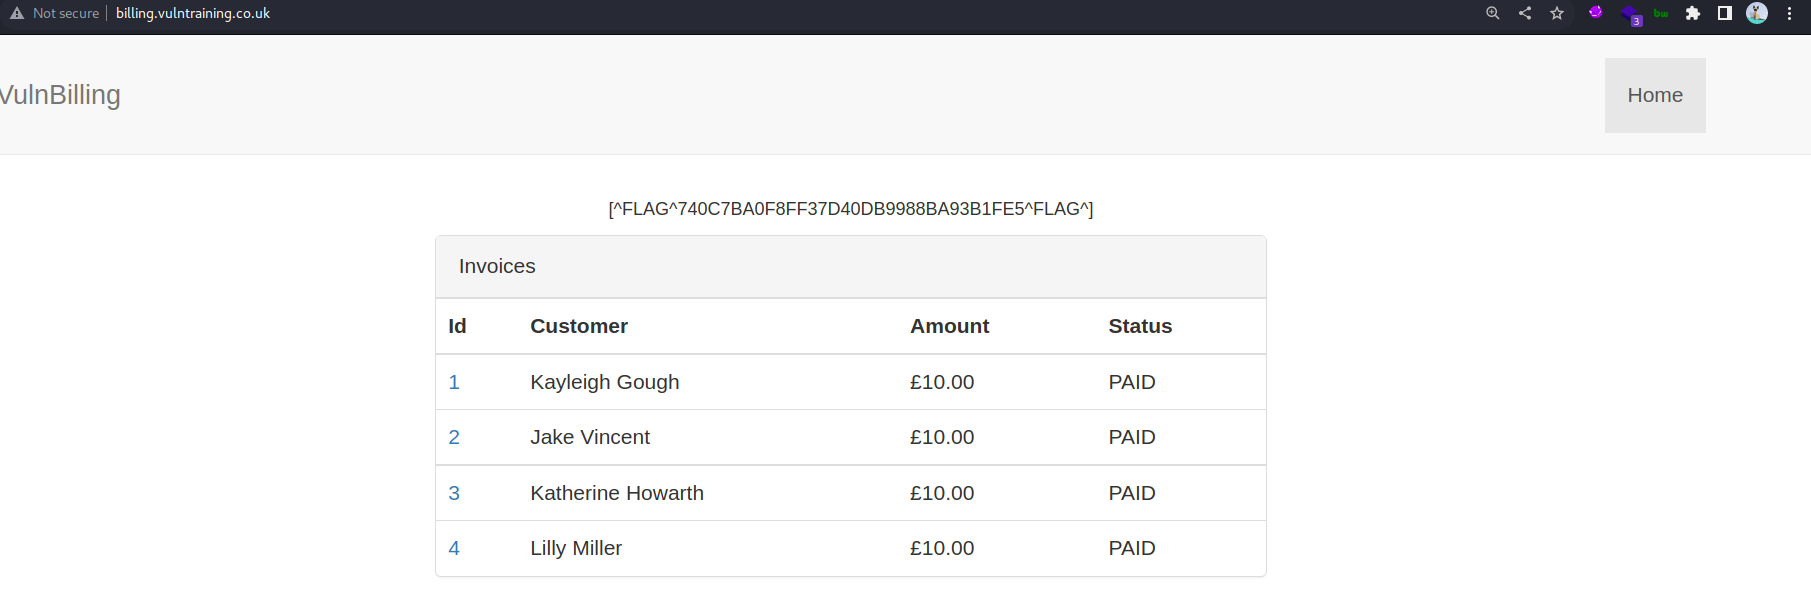 Not secure billing.vulntraining.co.uk
3 bw
VulnBilling Home
[^FLAG^740C7BA0F8FF37D40DB9988BA93B1FE5^FLAG^]
Invoices
Id Customer Amount Status
1 Kayleigh Gough £10.00 PAID
2 Jake Vincent £10.00 PAID
3 Katherine Howarth £10.00 PAID
4 Lilly Miller £10.00 PAID